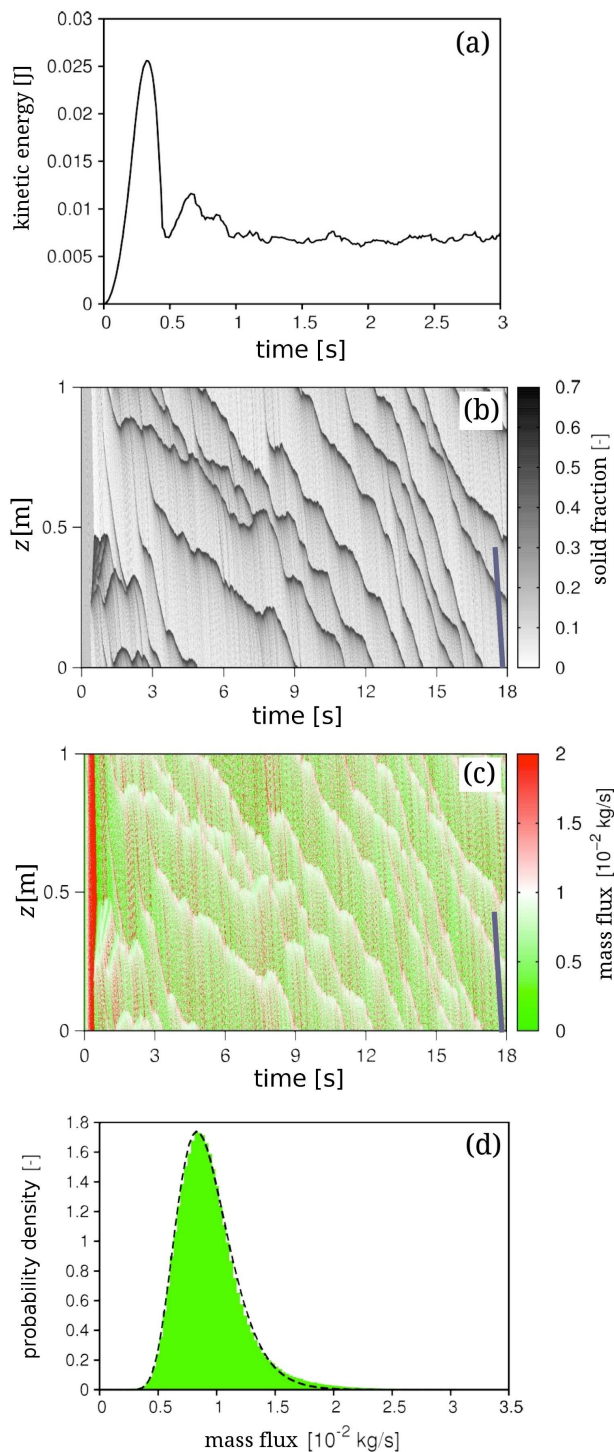 (a)
kinetic energy [J]
0.03
0.025
0.02
0.015
0.01
0.005
0
0 0.5 1 1.5 2 2.5 3
time [s]
(b)
z[m]
1
0.5
0
0 3 6 9 12 15 18
time [s]
0.7
0.6
0.5
0.4
0.3
0.2
0.1
0
solid fraction [-]
(c)
z[m]
1
0.5
0
0 3 6 9 12 15 18
time [s]
2
1.5
1
0.5
0
mass flux [10⁻² kg/s]
(d)
probability density [-]
1.8
1.6
1.4
1.2
1
0.8
0.6
0.4
0.2
0
0 0.5 1 1.5 2 2.5 3 3.5
mass flux [10⁻² kg/s]